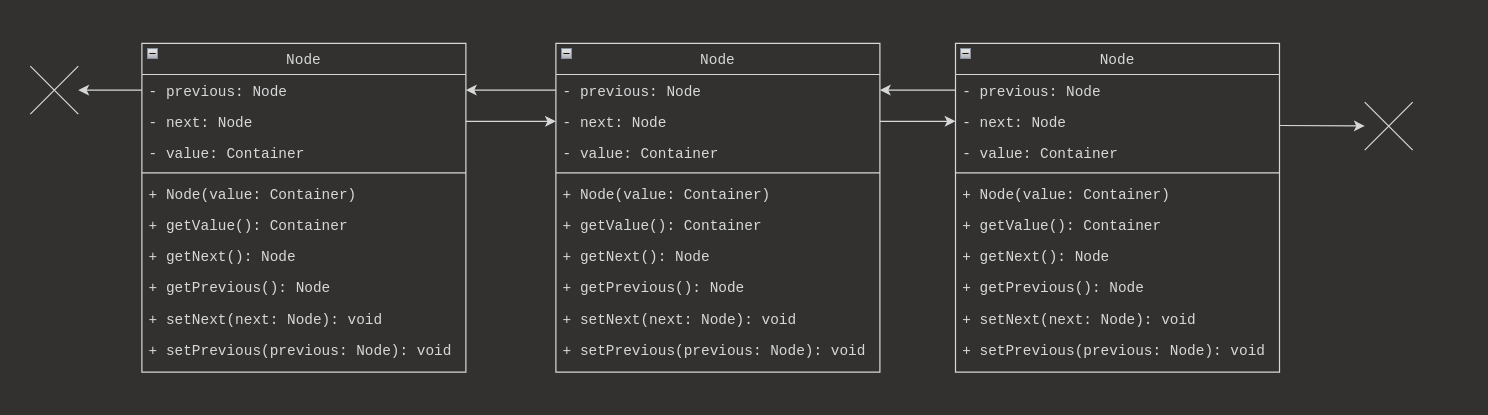 Node
- previous: Node
- next: Node
- value: Container
+ Node(value: Container)
+ getValue(): Container
+ getNext(): Node
+ getPrevious(): Node
+ setNext(next: Node): void
+ setPrevious(previous: Node): void
Node
- previous: Node
- next: Node
- value: Container
+ Node(value: Container)
+ getValue(): Container
+ getNext(): Node
+ getPrevious(): Node
+ setNext(next: Node): void
+ setPrevious(previous: Node): void
Node
- previous: Node
- next: Node
- value: Container
+ Node(value: Container)
+ getValue(): Container
+ getNext(): Node
+ getPrevious(): Node
+ setNext(next: Node): void
+ setPrevious(previous: Node): void